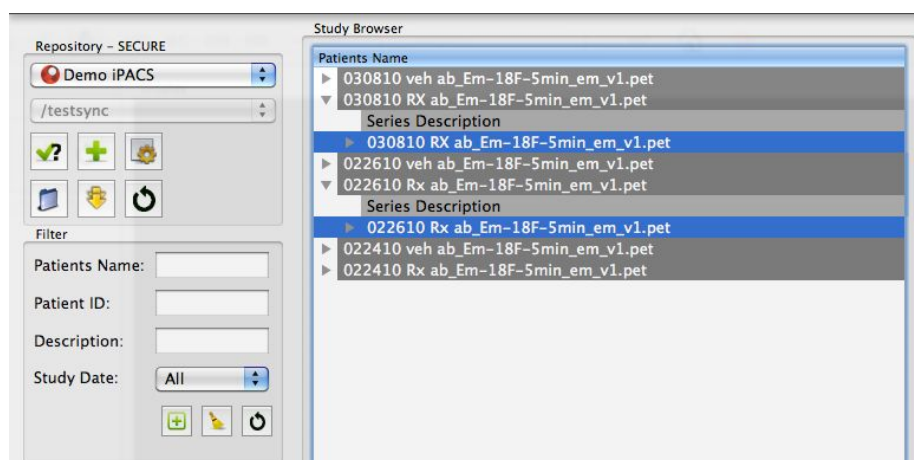 Repository – SECURE
Demo iPACS
/testsync
?
Filter
Patients Name:
Patient ID:
Description:
Study Date:
All
Study Browser
Patients Name
030810 veh ab_Em-18F-5min_em_v1.pet
030810 RX ab_Em-18F-5min_em_v1.pet
Series Description
030810 RX ab_Em-18F-5min_em_v1.pet
022610 veh ab_Em-18F-5min_em_v1.pet
022610 Rx ab_Em-18F-5min_em_v1.pet
Series Description
022610 Rx ab_Em-18F-5min_em_v1.pet
022410 veh ab_Em-18F-5min_em_v1.pet
022410 Rx ab_Em-18F-5min_em_v1.pet